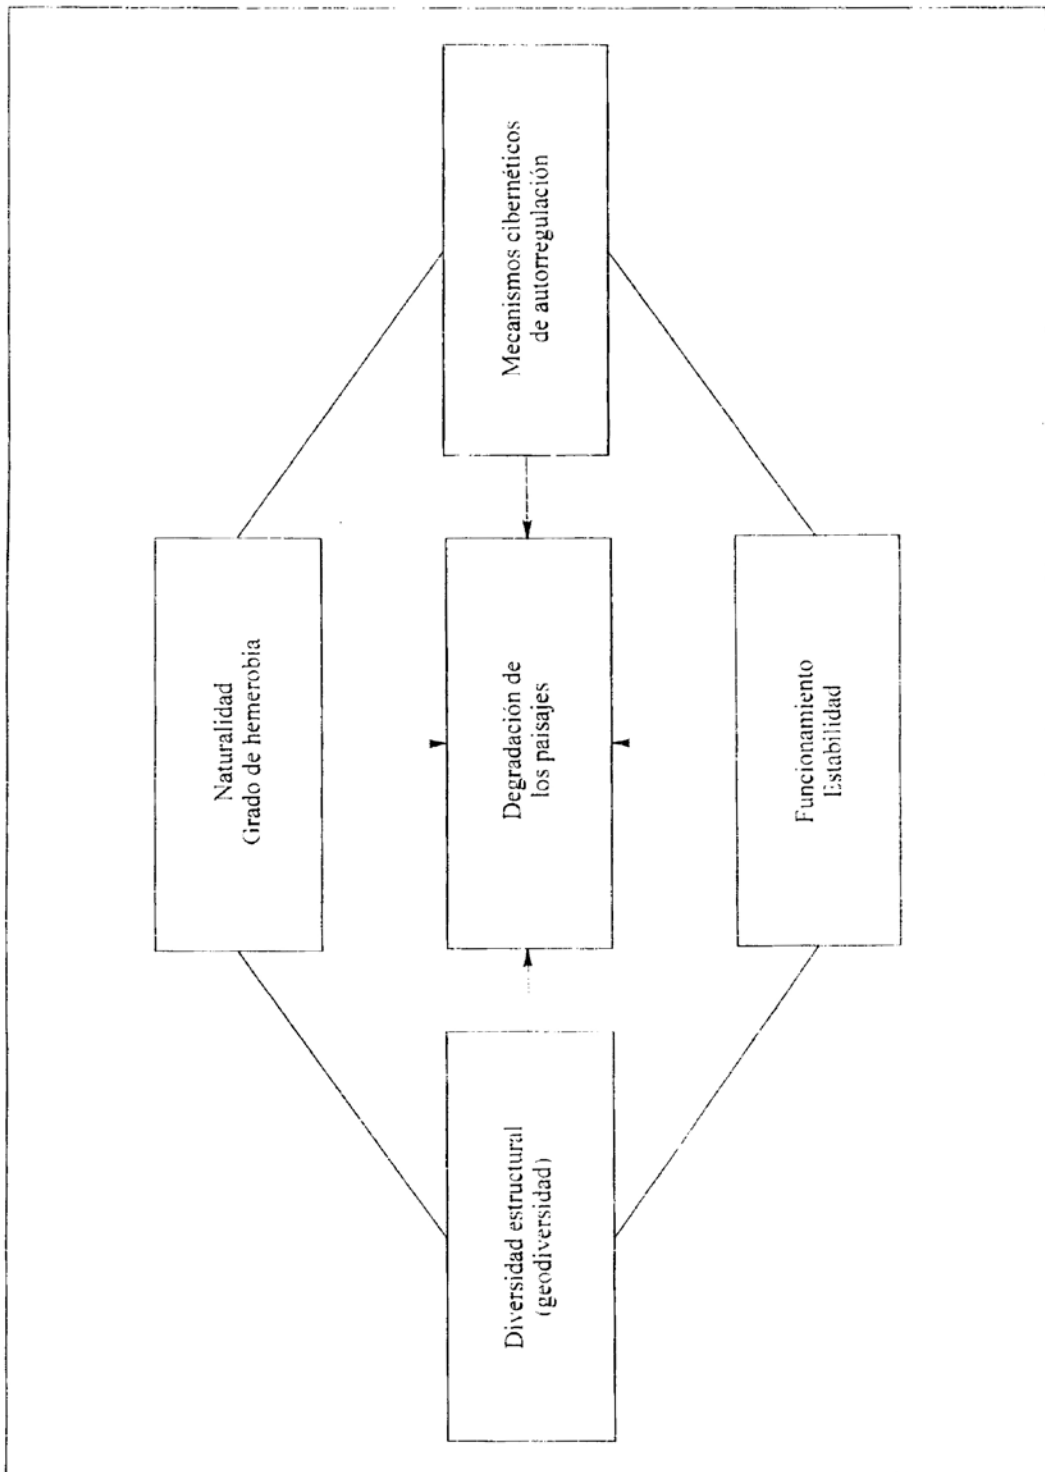 Naturalidad
Grado de hemerobia
Diversidad estructural
(geodiversidad)
Degradación de
los paisajes
Mecanismos cibernéticos
de autorregulación
Funcionamiento
Estabilidad